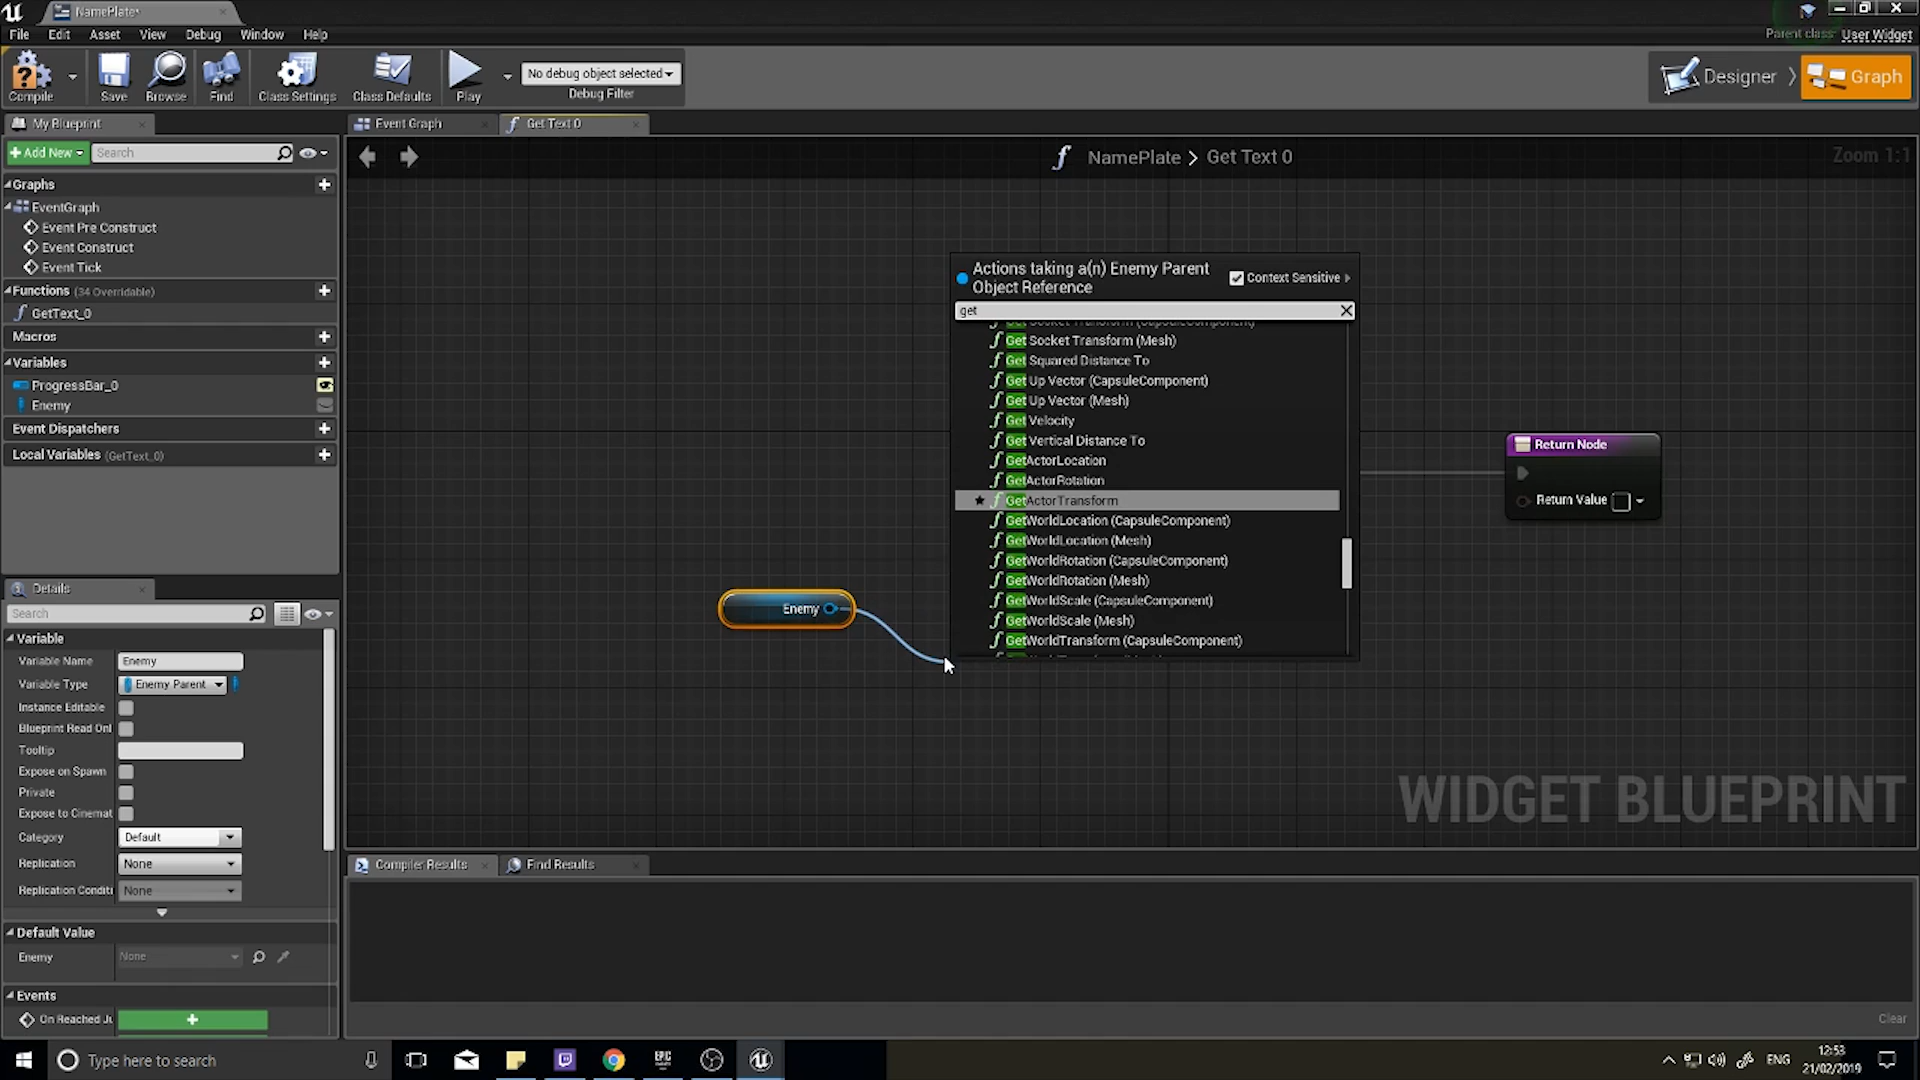 NamePlate*
File Edit Asset View Debug Window Help
Parent class: User Widget
Compile
Save
Browse
Find
Class Settings
Class Defaults
Play
No debug object selected
Debug Filter
Designer
Graph
My Blueprint
Event Graph
Get Text 0
Add New
Search
NamePlate > Get Text 0
Zoom 1:1
Graphs
EventGraph
Event Pre Construct
Event Construct
Event Tick
Functions (34 Overridable)
GetText_0
Macros
Variables
ProgressBar_0
Enemy
Event Dispatchers
Local Variables (GetText_0)
Actions taking a(n) Enemy Parent
Object Reference
Context Sensitive
get
Get Socket Transform (CapsuleComponent)
Get Socket Transform (Mesh)
Get Squared Distance To
Get Up Vector (CapsuleComponent)
Get Up Vector (Mesh)
Get Velocity
Get Vertical Distance To
GetActorLocation
GetActorRotation
GetActorTransform
GetWorldLocation (CapsuleComponent)
GetWorldLocation (Mesh)
GetWorldRotation (CapsuleComponent)
GetWorldRotation (Mesh)
GetWorldScale (CapsuleComponent)
GetWorldScale (Mesh)
GetWorldTransform (CapsuleComponent)
Return Node
Return Value
Enemy
WIDGET BLUEPRINT
Details
Search
Variable
Variable Name Enemy
Variable Type Enemy Parent
Instance Editable
Blueprint Read Onl
Tooltip
Expose on Spawn
Private
Expose to Cinemat
Category Default
Replication None
Replication Conditi None
Default Value
Enemy None
Events
On Reached Ju
Compiler Results
Find Results
Clear
Type here to search
EPIC
ENG
12:53
21/02/2019